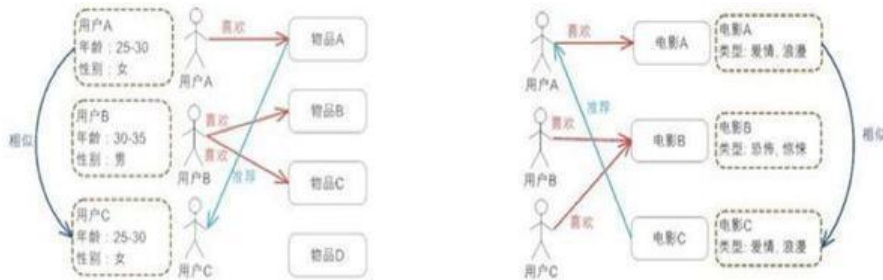 用户A
年龄：25-30
性别：女
用户B
年龄：30-35
性别：男
用户C
年龄：25-30
性别：女
相似
喜欢
用户A
喜欢
喜欢
用户B
推荐
用户C
物品A
物品B
物品C
物品D
喜欢
用户A
推荐
喜欢
用户B
喜欢
用户C
电影A
电影B
电影C
电影A
类型: 爱情, 浪漫
电影B
类型: 恐怖, 惊悚
电影C
类型: 爱情, 浪漫
相似